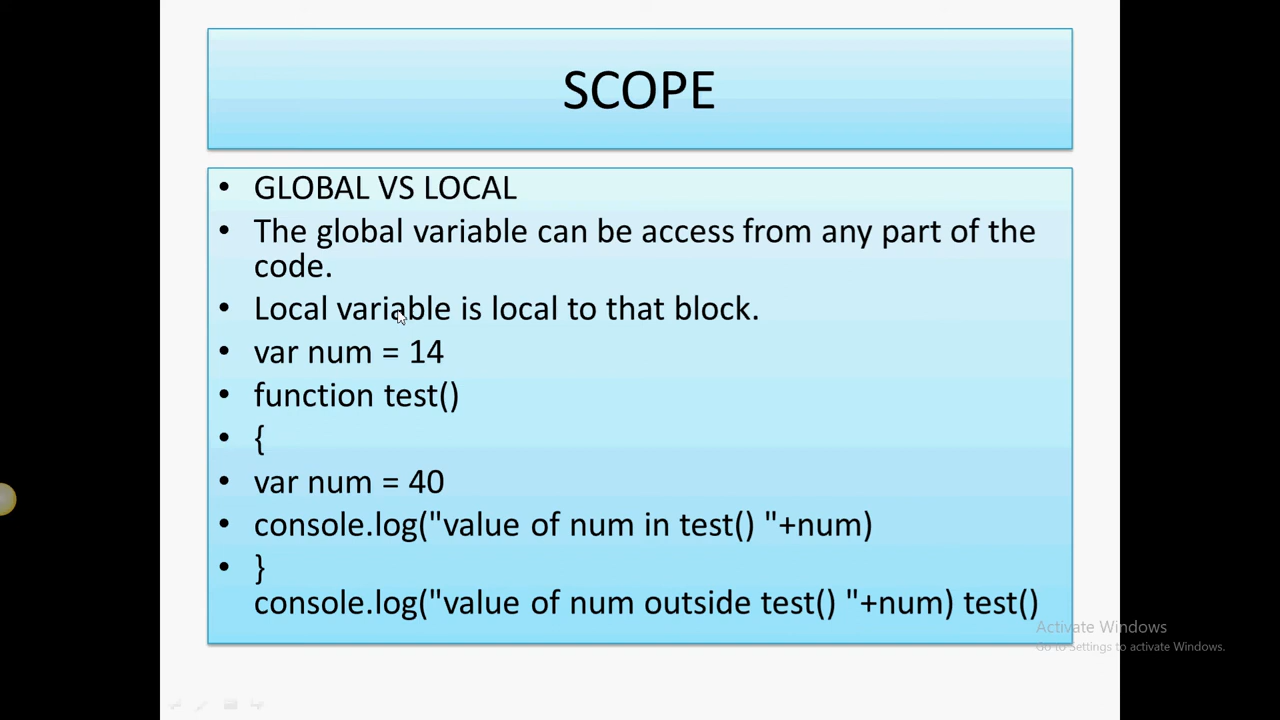 SCOPE
• GLOBAL VS LOCAL
• The global variable can be access from any part of the
code.
• Local variable is local to that block.
• var num = 14
• function test()
• {
• var num = 40
• console.log("value of num in test() "+num)
• }
console.log("value of num outside test() "+num) test()
Activate Windows
Go to Settings to activate Windows.